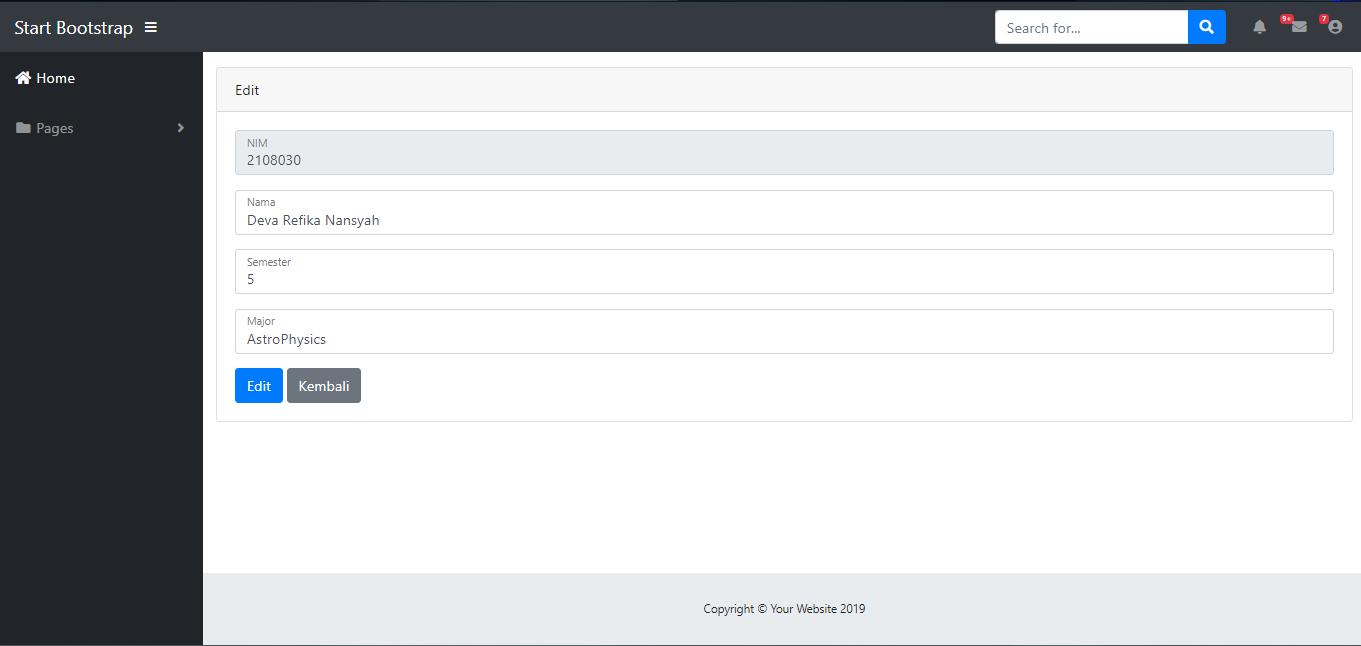 Start Bootstrap
Search for...
9+
7
Home
Pages
Edit
NIM
2108030
Nama
Deva Refika Nansyah
Semester
5
Major
AstroPhysics
Edit Kembali
Copyright © Your Website 2019